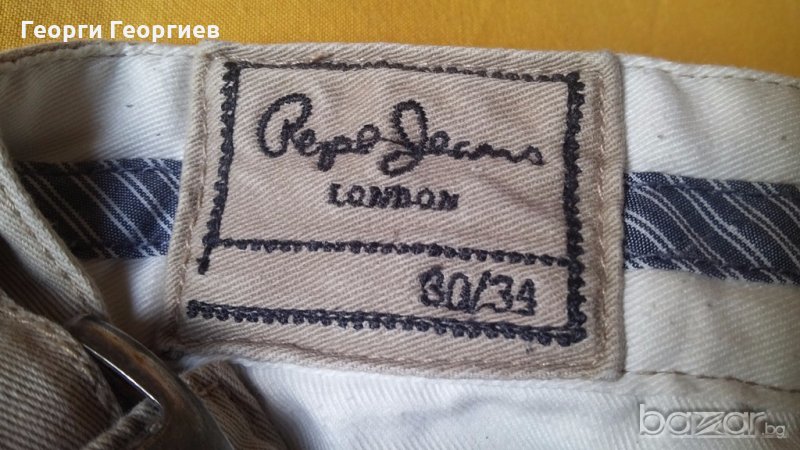 Георги Георгиев
Pepe Jeans
LONDON
30/34
bazar.bg